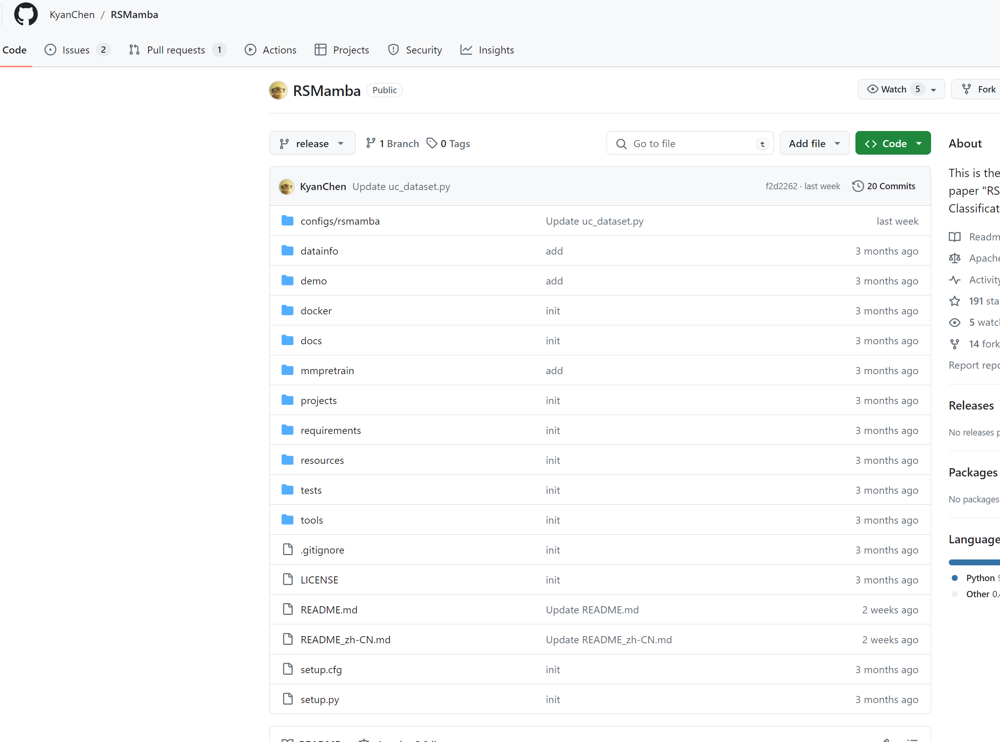 KyanChen / RSMamba
Code Issues 2 Pull requests 1 Actions Projects Security Insights
RSMamba Public Watch 5 Fork
release 1 Branch 0 Tags Go to file t Add file Code
KyanChen Update uc_dataset.py f2d2262 · last week 20 Commits
configs/rsmamba Update uc_dataset.py last week
datainfo add 3 months ago
demo add 3 months ago
docker init 3 months ago
docs init 3 months ago
mmpretrain add 3 months ago
projects init 3 months ago
requirements init 3 months ago
resources init 3 months ago
tests init 3 months ago
tools init 3 months ago
.gitignore init 3 months ago
LICENSE init 3 months ago
README.md Update README.md 2 weeks ago
README_zh-CN.md Update README_zh-CN.md 2 weeks ago
setup.cfg init 3 months ago
setup.py init 3 months ago
About
This is the
paper "RS
Classificat
Readm
Apache
Activity
191 sta
5 watch
14 fork
Report repo
Releases
No releases p
Packages
No packages
Language
Python 9
Other 0.